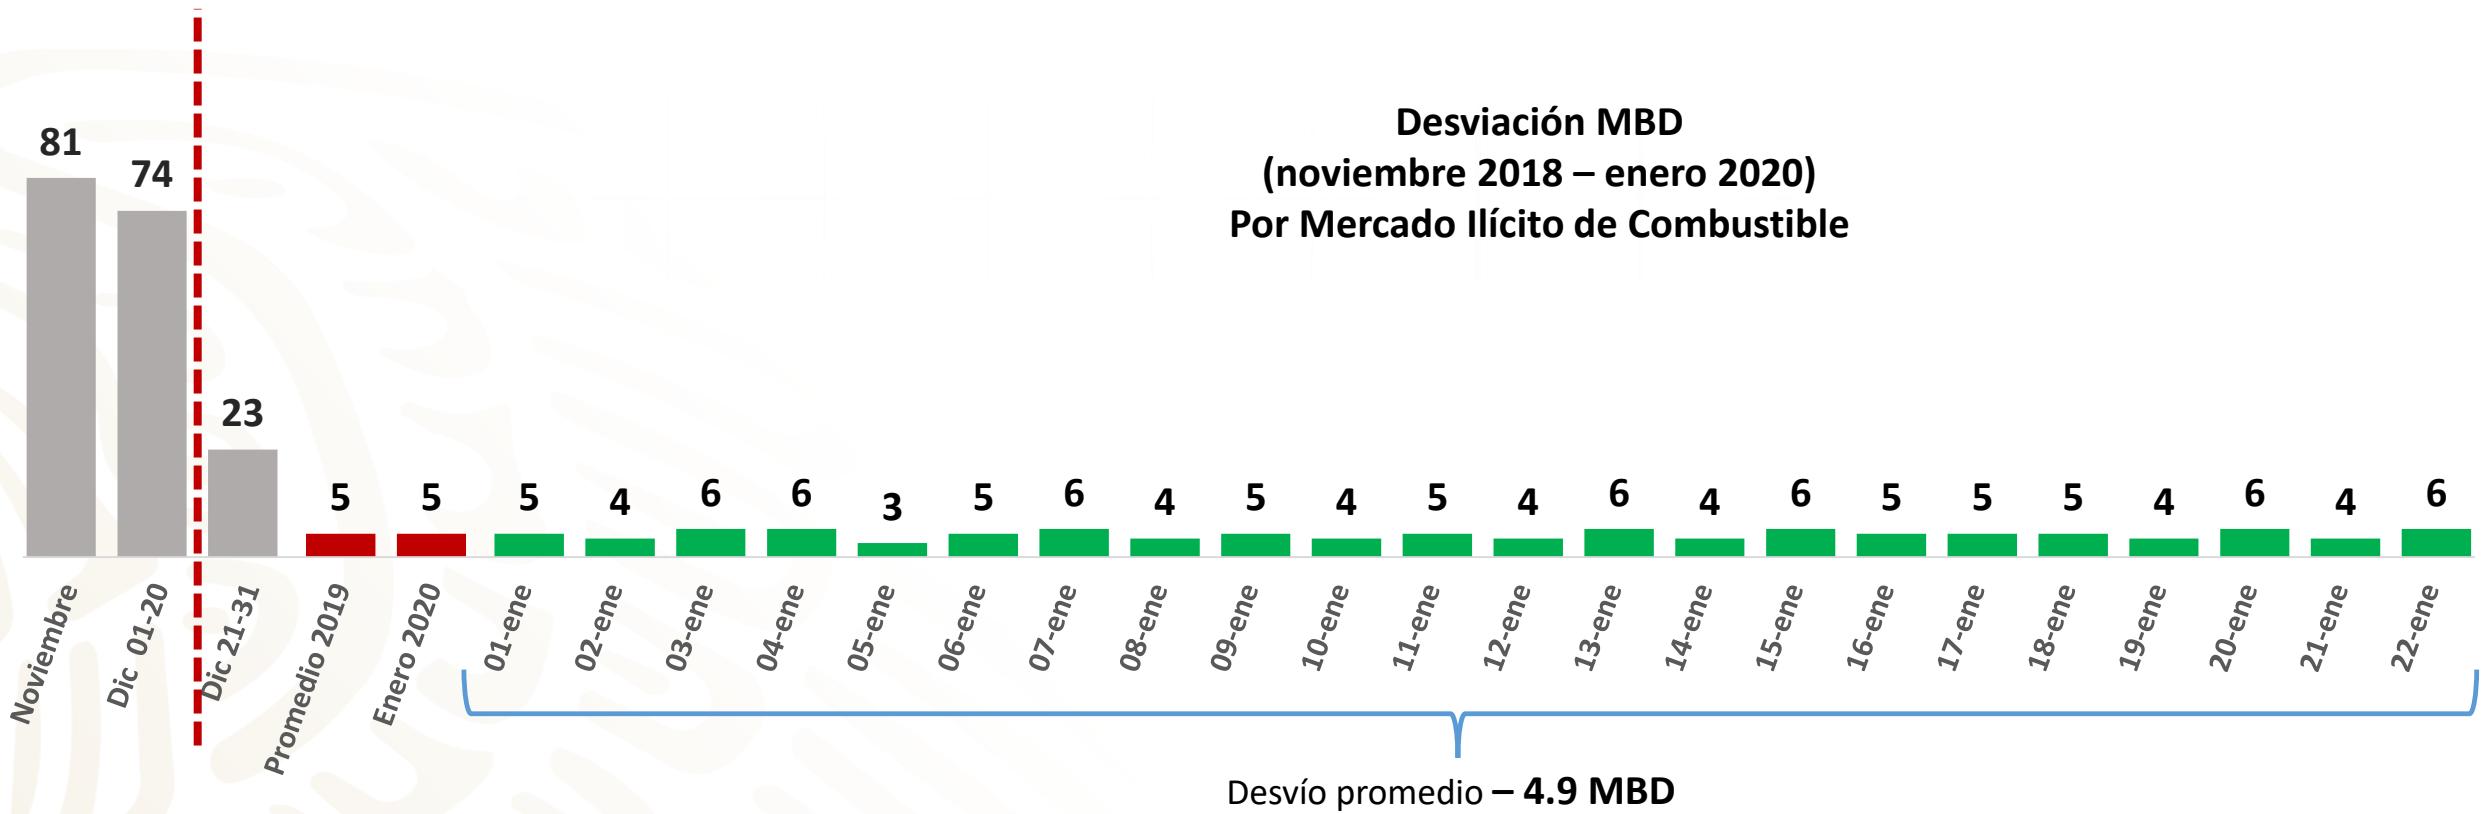 Desviación MBD
(noviembre 2018 – enero 2020)
Por Mercado Ilícito de Combustible
81
74
23
5
5
5
4
6
6
3
5
6
4
5
4
5
4
6
4
6
5
5
5
4
6
4
6
Noviembre
Dic 01-20
Dic 21-31
Promedio 2019
Enero 2020
01-ene
02-ene
03-ene
04-ene
05-ene
06-ene
07-ene
08-ene
09-ene
10-ene
11-ene
12-ene
13-ene
14-ene
15-ene
16-ene
17-ene
18-ene
19-ene
20-ene
21-ene
22-ene
Desvío promedio – 4.9 MBD